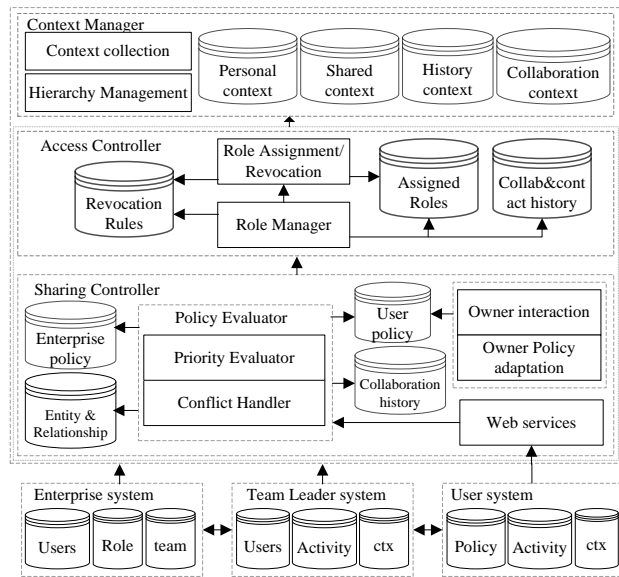 Context Manager
Context collection
Hierarchy Management
Personal
context
Shared
context
History
context
Collaboration
context
Access Controller
Role Assignment/
Revocation
Revocation
Rules
Role Manager
Assigned
Roles
Collab&cont
act history
Sharing Controller
Enterprise
policy
Policy Evaluator
Priority Evaluator
Conflict Handler
User
policy
Owner interaction
Owner Policy
adaptation
Collaboration
history
Entity &
Relationship
Web services
Enterprise system
Users
Role
team
Team Leader system
Users
Activity
ctx
User system
Policy
Activity
ctx